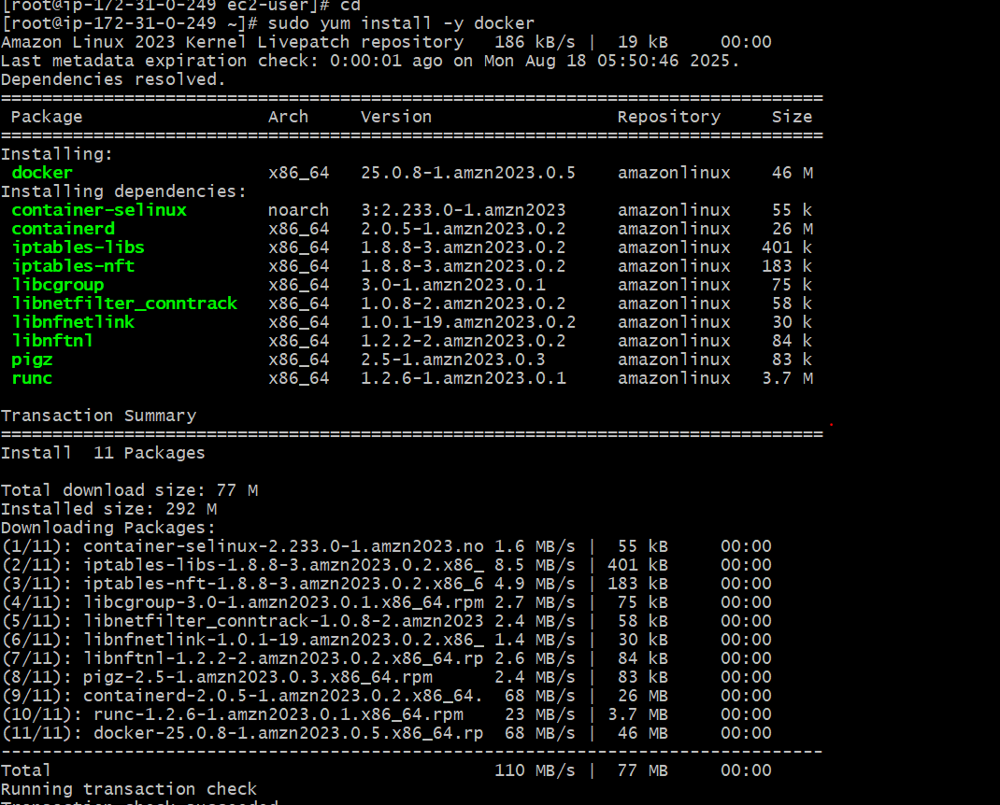 [root@ip-172-31-0-249 ec2-user]# cd
[root@ip-172-31-0-249 ~]# sudo yum install -y docker
Amazon Linux 2023 Kernel Livepatch repository   186 kB/s |  19 kB     00:00
Last metadata expiration check: 0:00:01 ago on Mon Aug 18 05:50:46 2025.
Dependencies resolved.
================================================================================
 Package                  Arch     Version                  Repository     Size
================================================================================
Installing:
 docker                   x86_64   25.0.8-1.amzn2023.0.5    amazonlinux    46 M
Installing dependencies:
 container-selinux        noarch   3:2.233.0-1.amzn2023     amazonlinux    55 k
 containerd               x86_64   2.0.5-1.amzn2023.0.2     amazonlinux    26 M
 iptables-libs            x86_64   1.8.8-3.amzn2023.0.2     amazonlinux   401 k
 iptables-nft             x86_64   1.8.8-3.amzn2023.0.2     amazonlinux   183 k
 libcgroup                x86_64   3.0-1.amzn2023.0.1       amazonlinux    75 k
 libnetfilter_conntrack   x86_64   1.0.8-2.amzn2023.0.2     amazonlinux    58 k
 libnfnetlink             x86_64   1.0.1-19.amzn2023.0.2    amazonlinux    30 k
 libnftnl                 x86_64   1.2.2-2.amzn2023.0.2     amazonlinux    84 k
 pigz                     x86_64   2.5-1.amzn2023.0.3       amazonlinux    83 k
 runc                     x86_64   1.2.6-1.amzn2023.0.1     amazonlinux   3.7 M
Transaction Summary
================================================================================
Install  11 Packages
Total download size: 77 M
Installed size: 292 M
Downloading Packages:
(1/11): container-selinux-2.233.0-1.amzn2023.no 1.6 MB/s |  55 kB     00:00
(2/11): iptables-libs-1.8.8-3.amzn2023.0.2.x86_ 8.5 MB/s | 401 kB     00:00
(3/11): iptables-nft-1.8.8-3.amzn2023.0.2.x86_6 4.9 MB/s | 183 kB     00:00
(4/11): libcgroup-3.0-1.amzn2023.0.1.x86_64.rpm 2.7 MB/s |  75 kB     00:00
(5/11): libnetfilter_conntrack-1.0.8-2.amzn2023 2.4 MB/s |  58 kB     00:00
(6/11): libnfnetlink-1.0.1-19.amzn2023.0.2.x86_ 1.4 MB/s |  30 kB     00:00
(7/11): libnftnl-1.2.2-2.amzn2023.0.2.x86_64.rp 2.6 MB/s |  84 kB     00:00
(8/11): pigz-2.5-1.amzn2023.0.3.x86_64.rpm      2.4 MB/s |  83 kB     00:00
(9/11): containerd-2.0.5-1.amzn2023.0.2.x86_64.  68 MB/s |  26 MB     00:00
(10/11): runc-1.2.6-1.amzn2023.0.1.x86_64.rpm    23 MB/s | 3.7 MB     00:00
(11/11): docker-25.0.8-1.amzn2023.0.5.x86_64.rp  68 MB/s |  46 MB     00:00
--------------------------------------------------------------------------------
Total                                           110 MB/s |  77 MB     00:00
Running transaction check
Transaction check succeeded